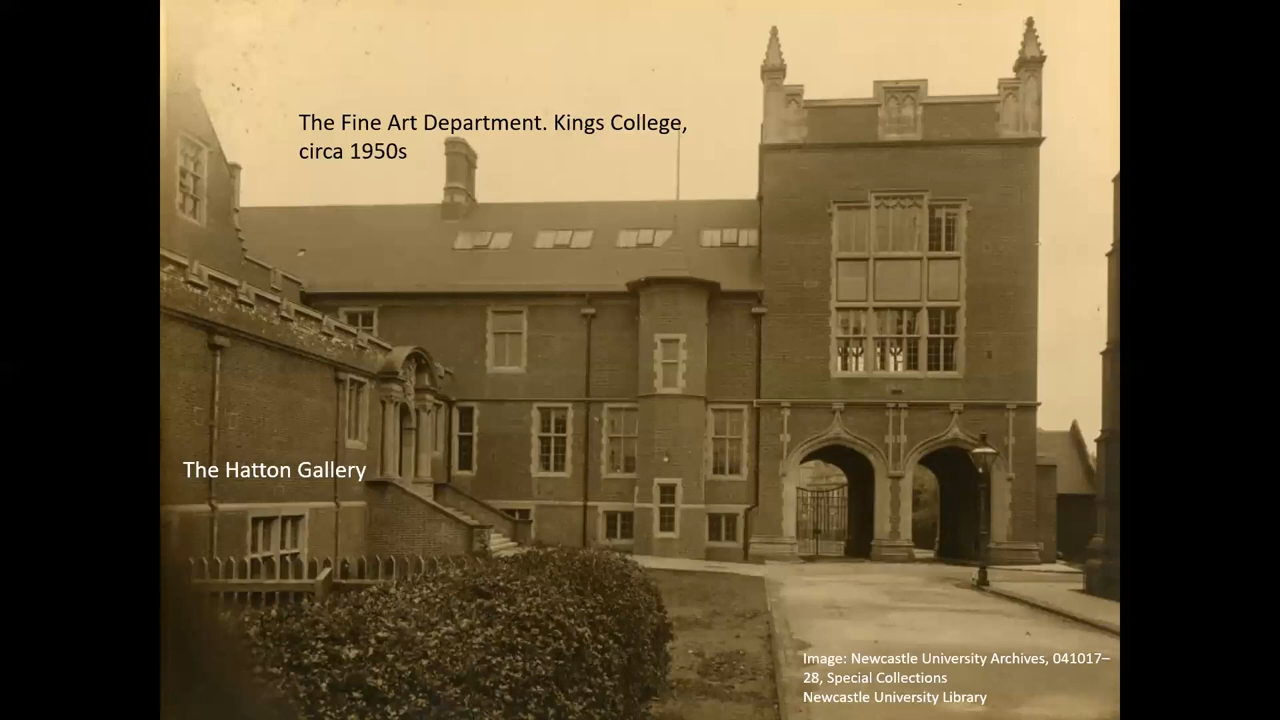 The Fine Art Department. Kings College,
circa 1950s
The Hatton Gallery
Image: Newcastle University Archives, 041017–
28, Special Collections
Newcastle University Library